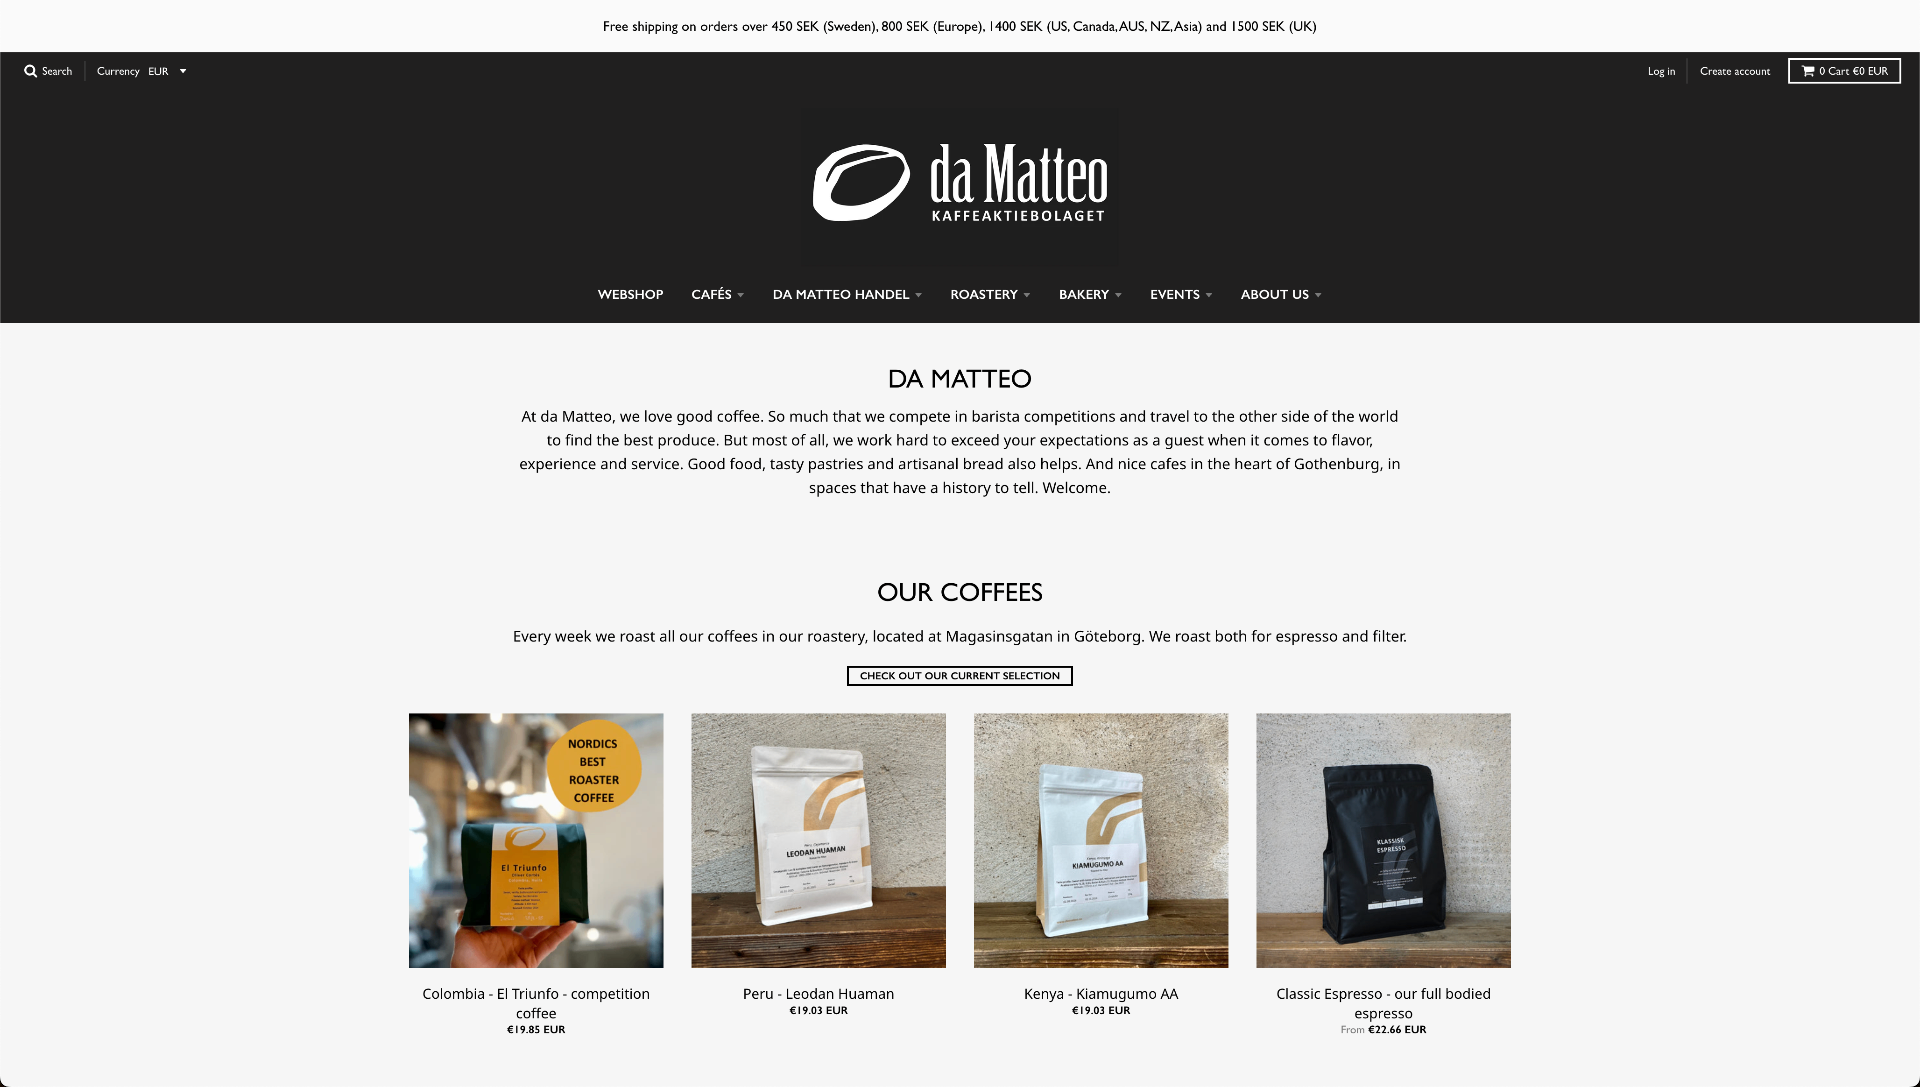 Free shipping on orders over 450 SEK (Sweden), 800 SEK (Europe), 1400 SEK (US, Canada, AUS, NZ, Asia) and 1500 SEK (UK)
Search
Currency EUR
Log in
Create account
0 Cart €0 EUR
da Matteo
KAFFEAKTIEBOLAGET
WEBSHOP
CAFÉS
DA MATTEO HANDEL
ROASTERY
BAKERY
EVENTS
ABOUT US
DA MATTEO
At da Matteo, we love good coffee. So much that we compete in barista competitions and travel to the other side of the world
to find the best produce. But most of all, we work hard to exceed your expectations as a guest when it comes to flavor,
experience and service. Good food, tasty pastries and artisanal bread also helps. And nice cafes in the heart of Gothenburg, in
spaces that have a history to tell. Welcome.
OUR COFFEES
Every week we roast all our coffees in our roastery, located at Magasinsgatan in Göteborg. We roast both for espresso and filter.
CHECK OUT OUR CURRENT SELECTION
NORDICS
BEST
ROASTER
COFFEE
El Triunfo
LEODAN HUAMAN
KIAMUGUMO AA
KLASSISK
ESPRESSO
Colombia - El Triunfo - competition
coffee
€19.85 EUR
Peru - Leodan Huaman
€19.03 EUR
Kenya - Kiamugumo AA
€19.03 EUR
Classic Espresso - our full bodied
espresso
From €22.66 EUR